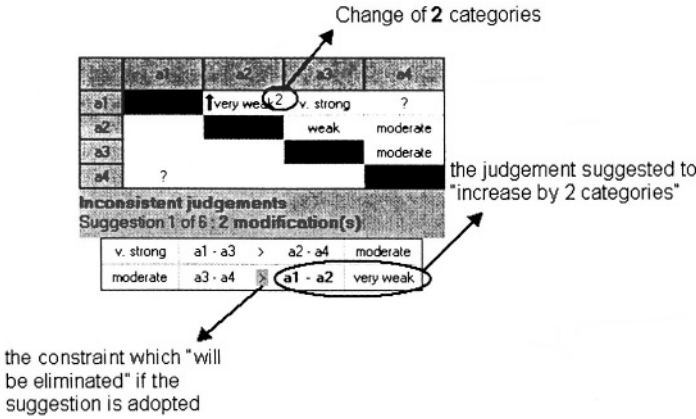 Change of 2 categories
a1 a2 a3 a4
a1 very weak 2 v. strong ?
a2 weak moderate
a3 moderate
a4 ?
the judgement suggested to
"increase by 2 categories"
Inconsistent judgements
Suggestion 1 of 6 : 2 modification(s)
v. strong a1 - a3 > a2 - a4 moderate
moderate a3 - a4 > a1 - a2 very weak
the constraint which "will
be eliminated" if the
suggestion is adopted